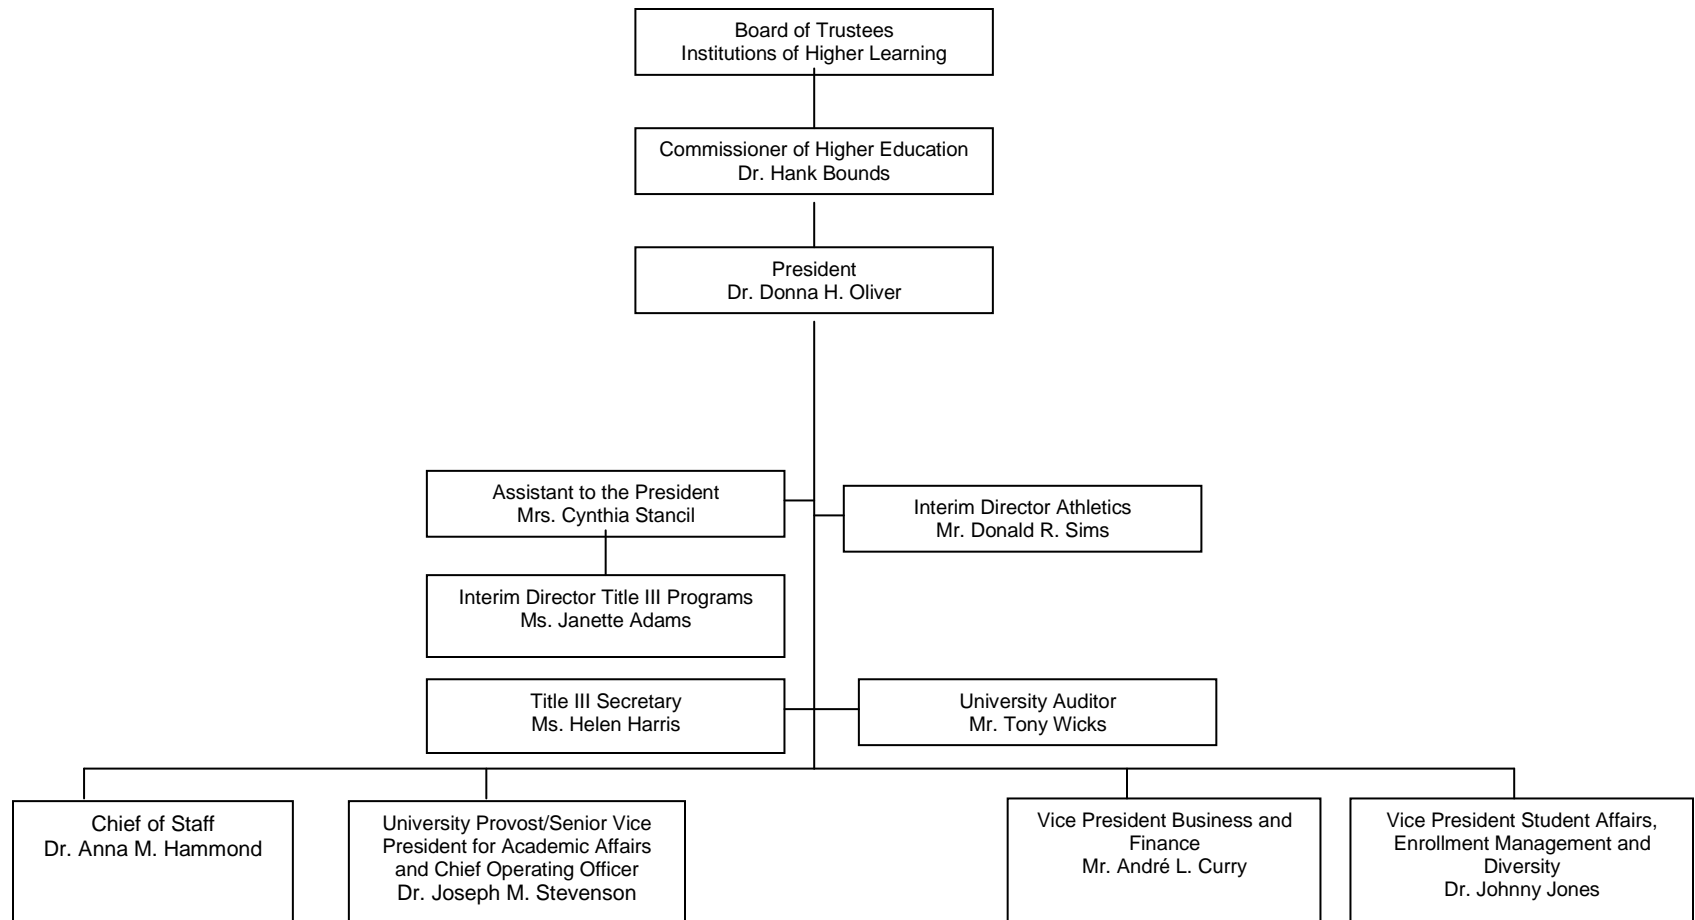 Board of Trustees
Institutions of Higher Learning
Commissioner of Higher Education
Dr. Hank Bounds
President
Dr. Donna H. Oliver
Assistant to the President
Mrs. Cynthia Stancil
Interim Director Athletics
Mr. Donald R. Sims
Interim Director Title III Programs
Ms. Janette Adams
Title III Secretary
Ms. Helen Harris
University Auditor
Mr. Tony Wicks
Chief of Staff
Dr. Anna M. Hammond
University Provost/Senior Vice
President for Academic Affairs
and Chief Operating Officer
Dr. Joseph M. Stevenson
Vice President Business and
Finance
Mr. André L. Curry
Vice President Student Affairs,
Enrollment Management and
Diversity
Dr. Johnny Jones